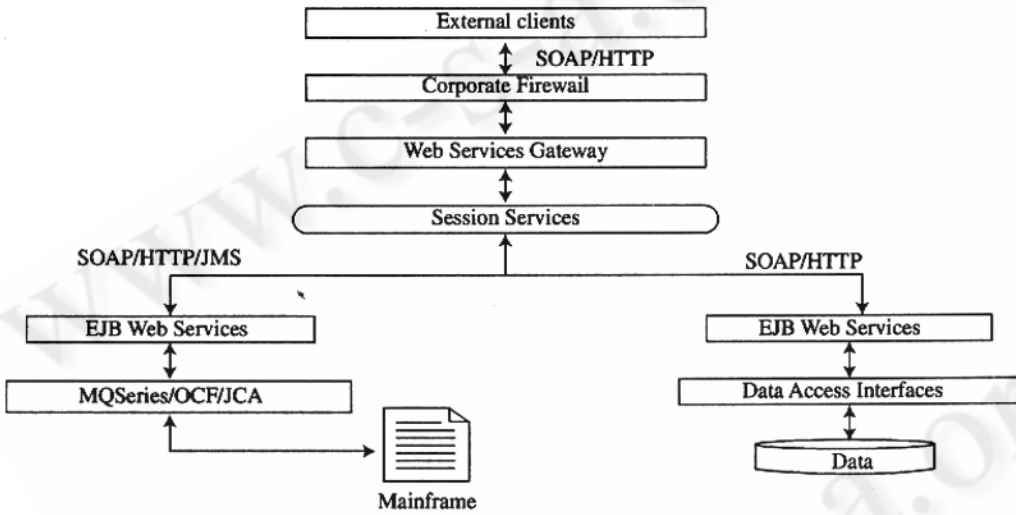 External clients
SOAP/HTTP
Corporate Firewail
Web Services Gateway
Session Services
SOAP/HTTP/JMS
SOAP/HTTP
EJB Web Services
EJB Web Services
MQSeries/OCF/JCA
Data Access Interfaces
Data
Mainframe